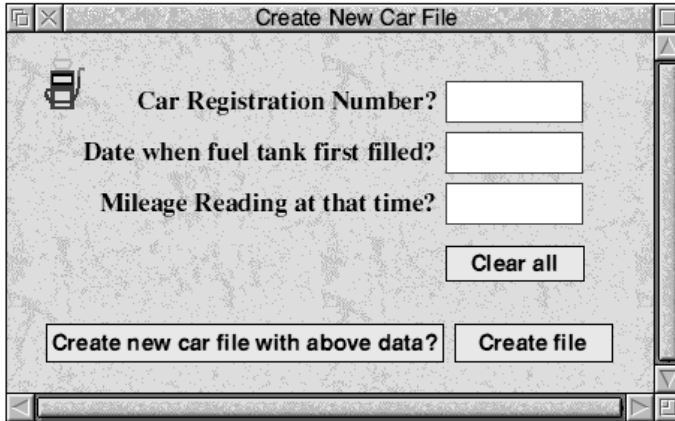 Create New Car File
Car Registration Number?
Date when fuel tank first filled?
Mileage Reading at that time?
Clear all
Create new car file with above data? Create file